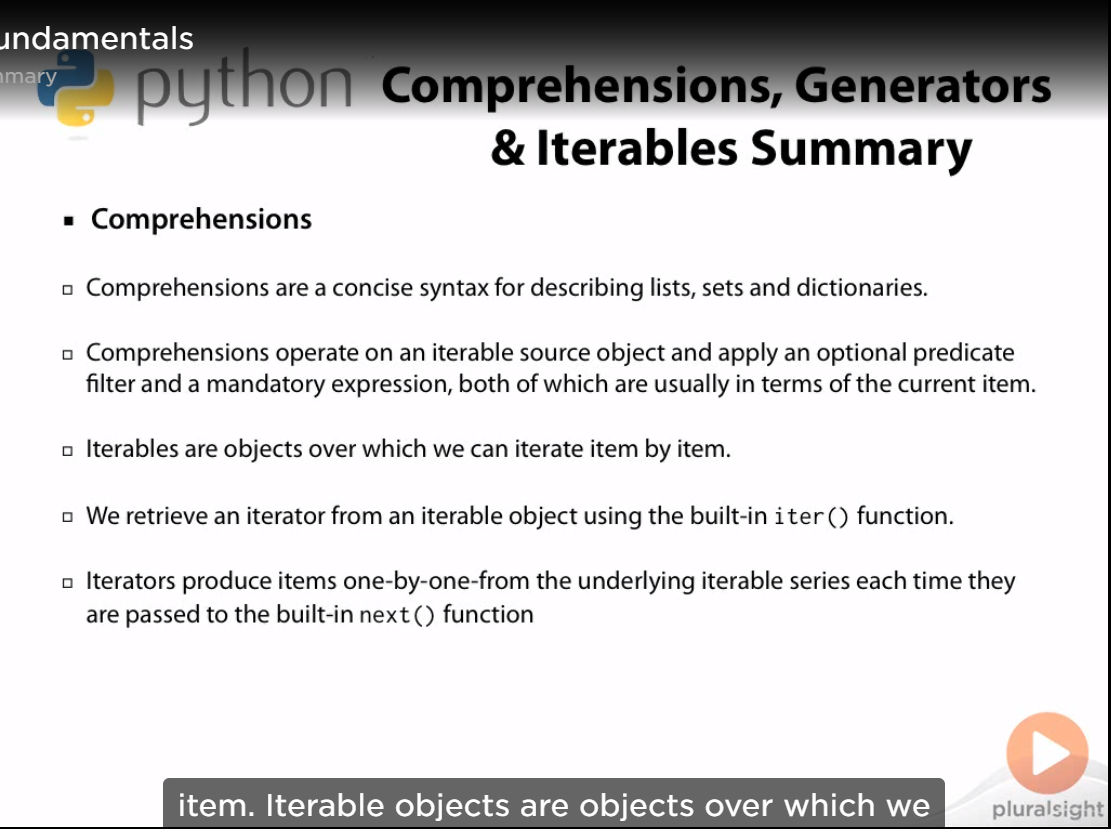 undamentals
mmary
python
Comprehensions, Generators
& Iterables Summary
Comprehensions
Comprehensions are a concise syntax for describing lists, sets and dictionaries.
Comprehensions operate on an iterable source object and apply an optional predicate
filter and a mandatory expression, both of which are usually in terms of the current item.
Iterables are objects over which we can iterate item by item.
We retrieve an iterator from an iterable object using the built-in iter() function.
Iterators produce items one-by-one-from the underlying iterable series each time they
are passed to the built-in next() function
item. Iterable objects are objects over which we
pluralsight